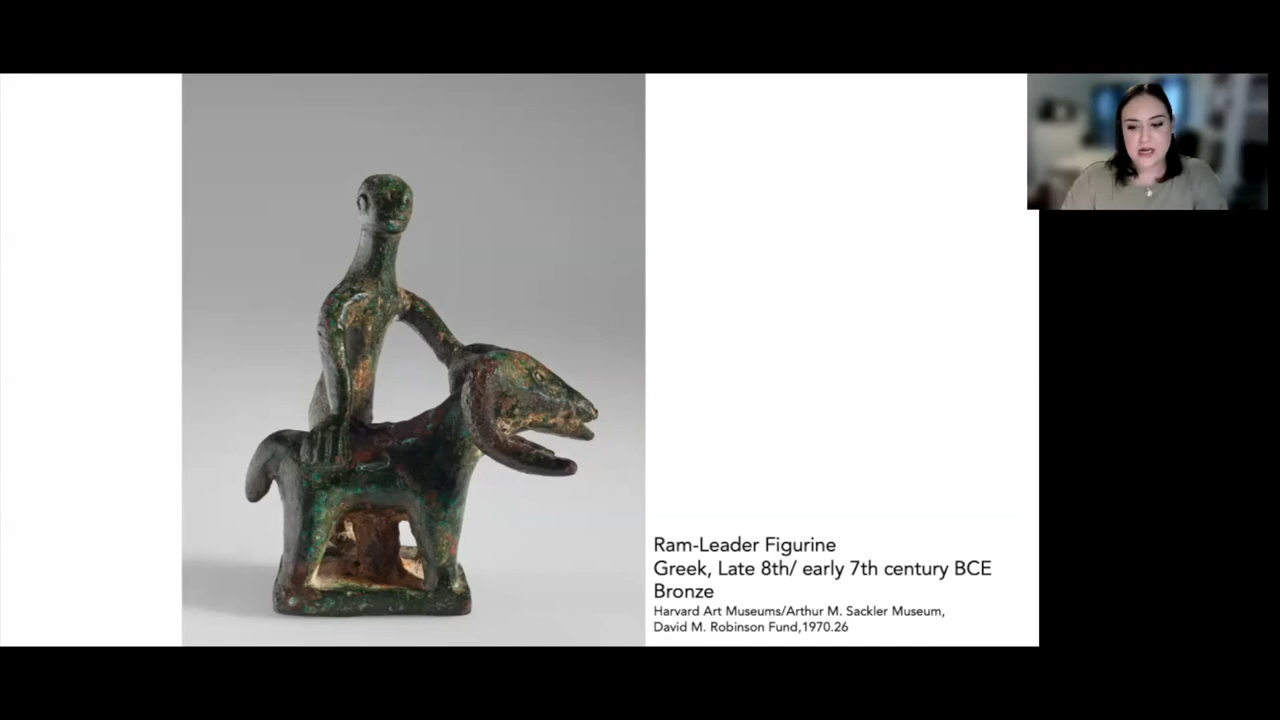 Ram-Leader Figurine
Greek, Late 8th/ early 7th century BCE
Bronze
Harvard Art Museums/Arthur M. Sackler Museum,
David M. Robinson Fund,1970.26